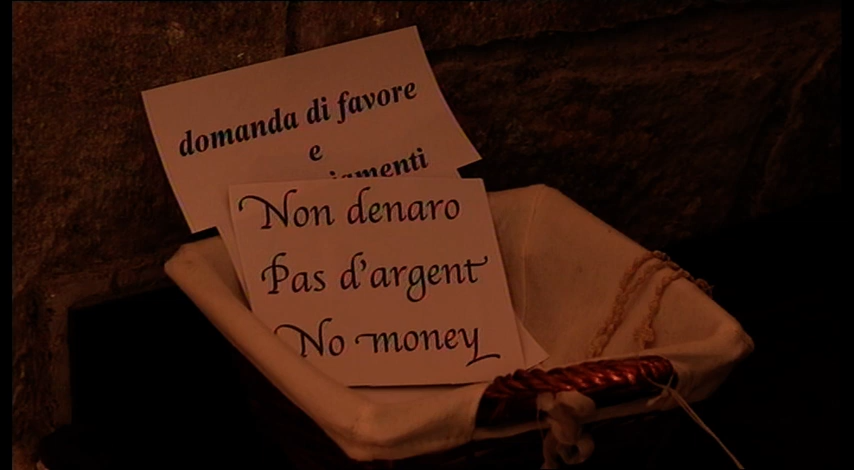 domanda di favore
e
Non denaro
Pas d'argent
No money